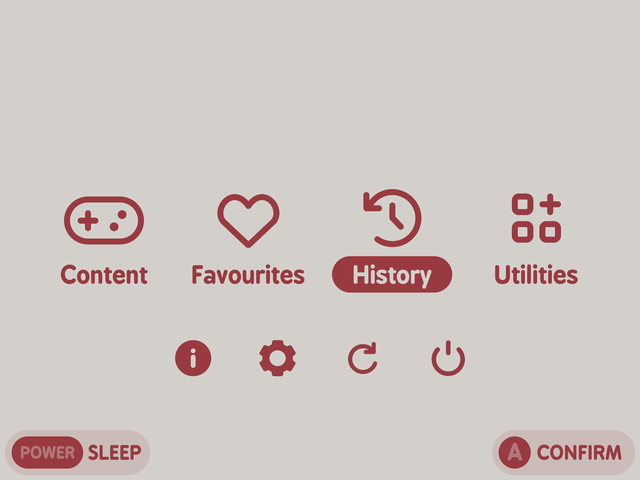 Content
Favourites
History
Utilities
POWER SLEEP
A CONFIRM